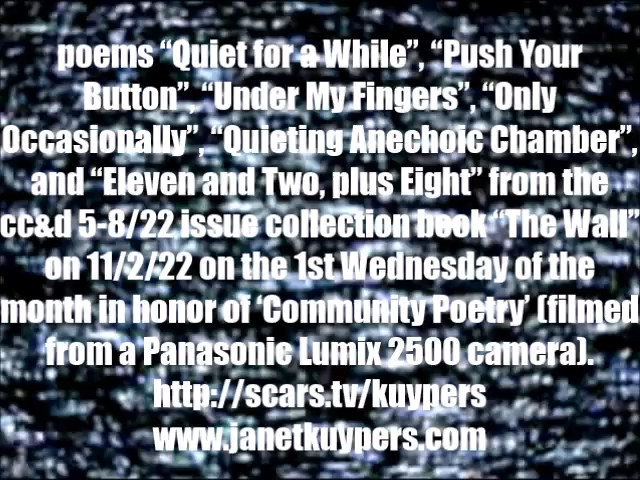 poems “Quiet for a While”, “Push Your
Button”, “Under My Fingers”, “Only
Occasionally”, “Quieting Anechoic Chamber”,
and “Eleven and Two, plus Eight” from the
cc&d 5-8/22 issue collection book “The Wall”
on 11/2/22 on the 1st Wednesday of the
month in honor of ‘Community Poetry’ (filmed
from a Panasonic Lumix 2500 camera).
http://scars.tv/kuypers
www.janetkuypers.com